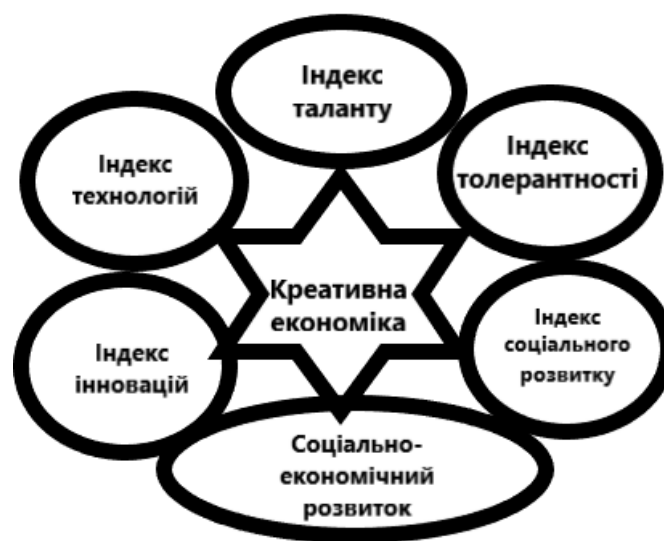 Індекс
таланту
Індекс
технологій
Індекс
толерантності
Креативна
економіка
Індекс
інновацій
Індекс
соціального
розвитку
Соціально-
економічний
розвиток